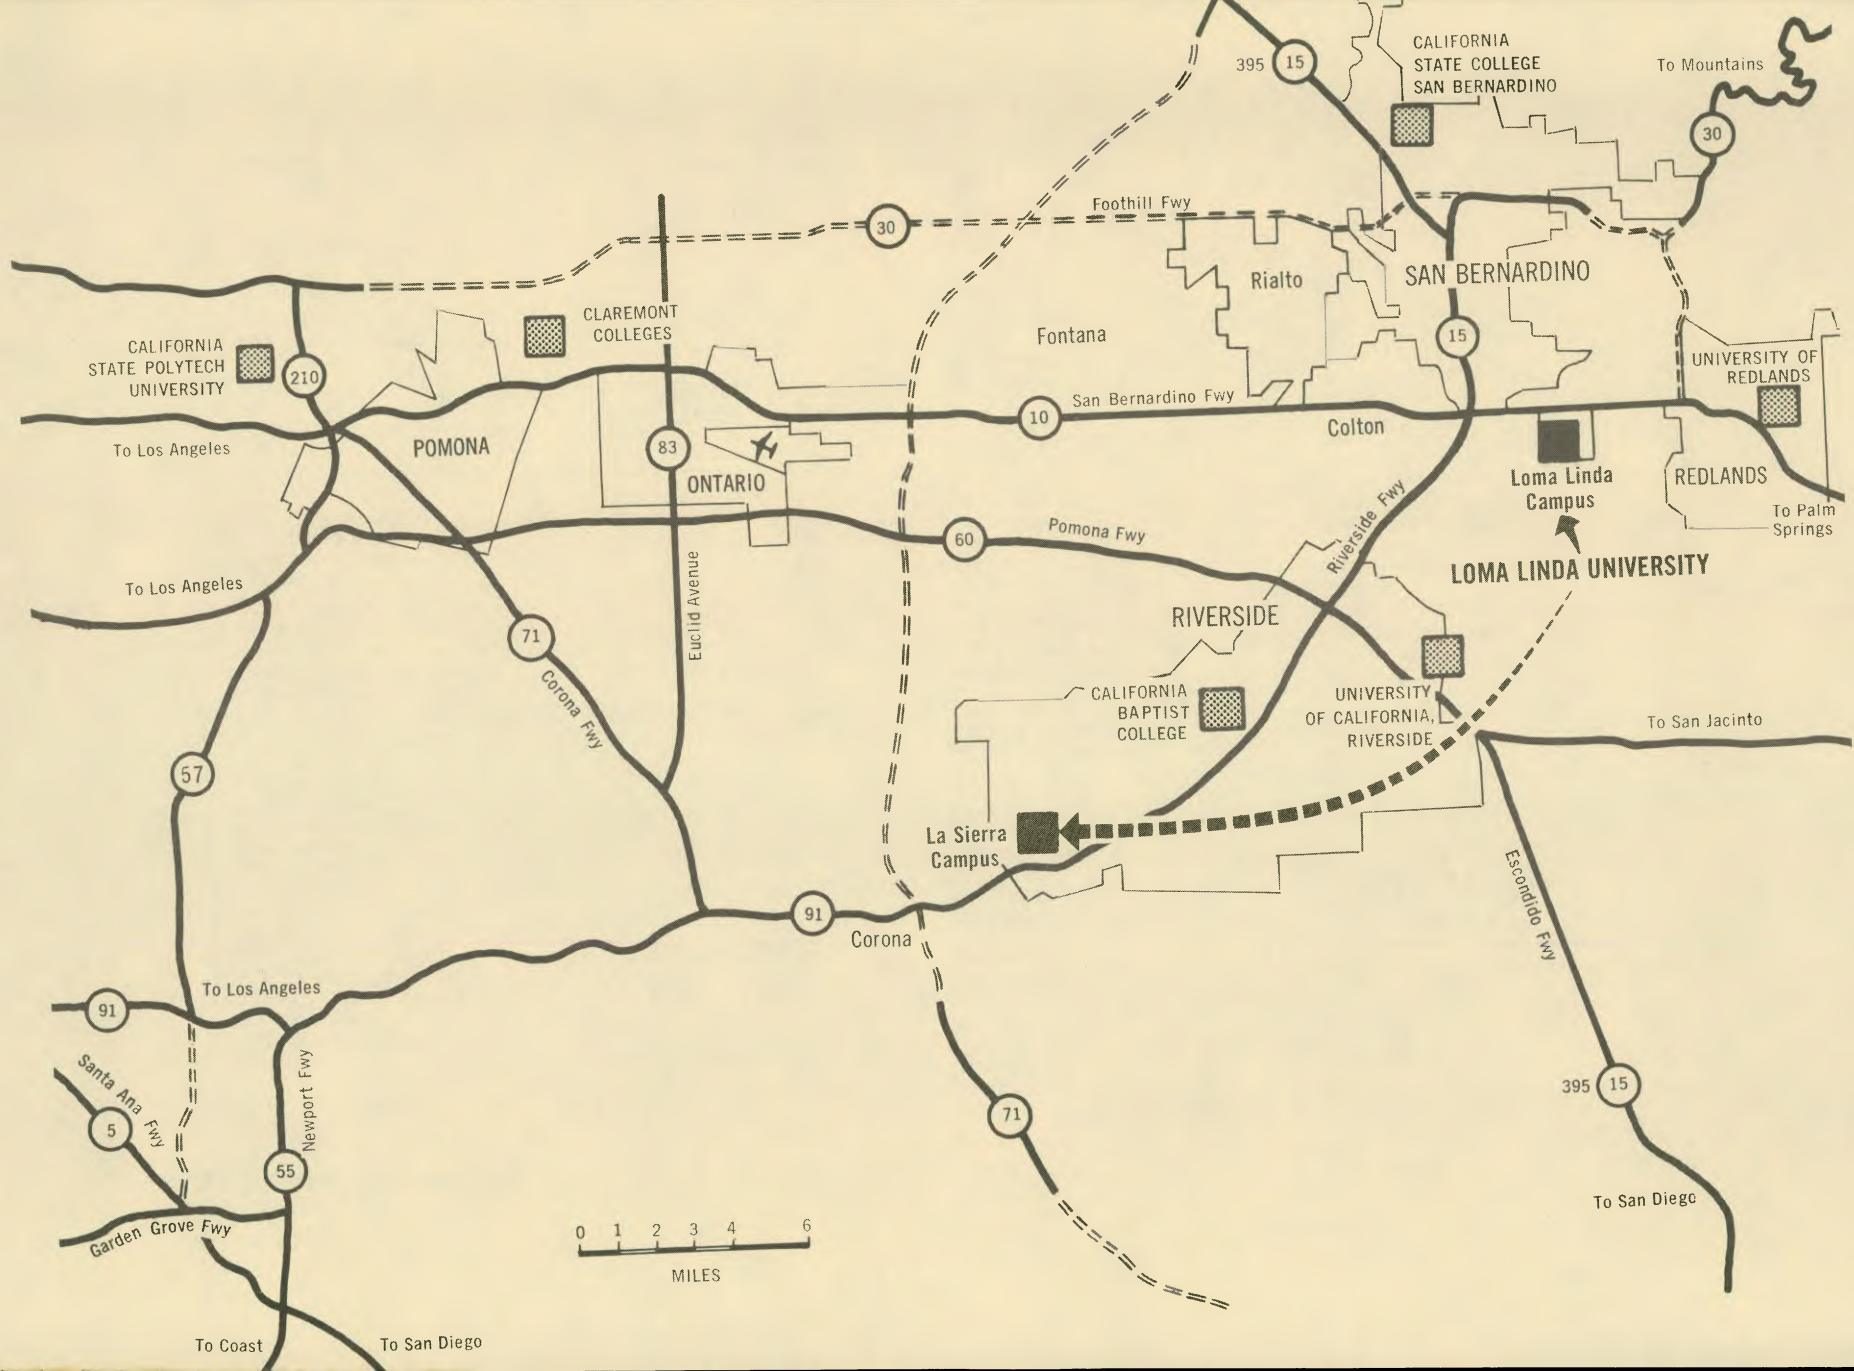 395
15
CALIFORNIA
STATE COLLEGE
SAN BERNARDINO
To Mountains
30
Foothill Fwy
30
Rialto
SAN BERNARDINO
CLAREMONT
COLLEGES
Fontana
15
CALIFORNIA
STATE POLYTECH
UNIVERSITY
210
UNIVERSITY OF
REDLANDS
San Bernardino Fwy
10
Colton
To Los Angeles
POMONA
83
ONTARIO
Loma Linda
Campus
REDLANDS
To Palm
Springs
Riverside Fwy
60
Pomona Fwy
LOMA LINDA UNIVERSITY
To Los Angeles
Euclid Avenue
RIVERSIDE
71
Corona Fwy
CALIFORNIA
BAPTIST
COLLEGE
UNIVERSITY
OF CALIFORNIA,
RIVERSIDE
To San Jacinto
57
La Sierra
Campus
Escondido Fwy
91
Corona
To Los Angeles
91
Santa Ana Fwy
5
Newport Fwy
55
71
395
15
To San Diego
Garden Grove Fwy
0 1 2 3 4 6
MILES
To Coast
To San Diego